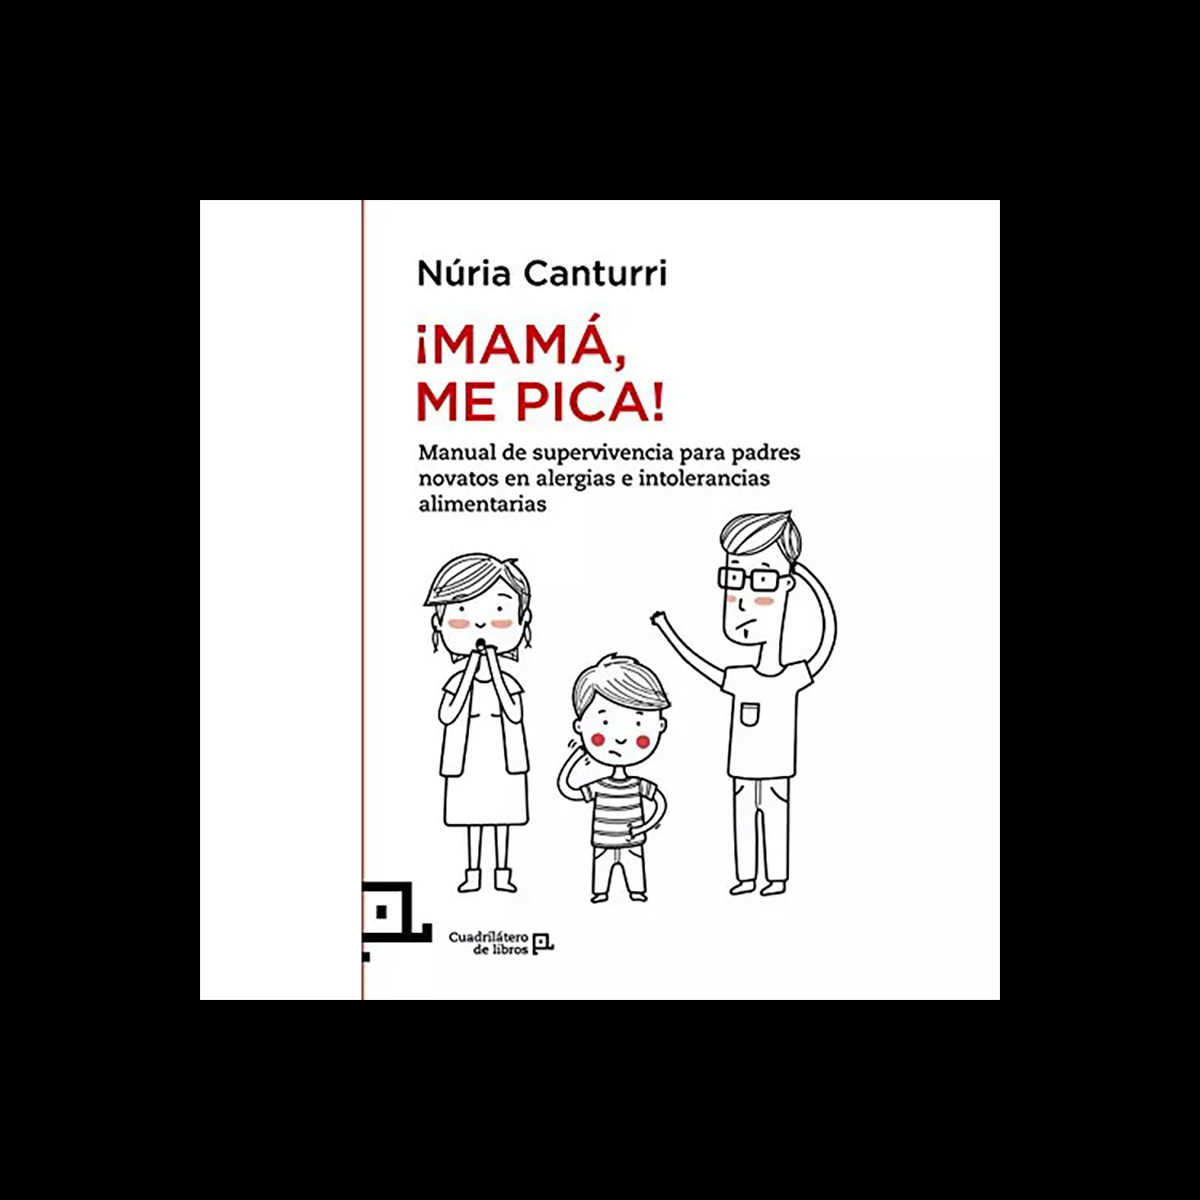 Núria Canturri
¡MAMÁ,
ME PICA!
Manual de supervivencia para padres
novatos en alergias e intolerancias
alimentarias
Cuadrilátero
de libros